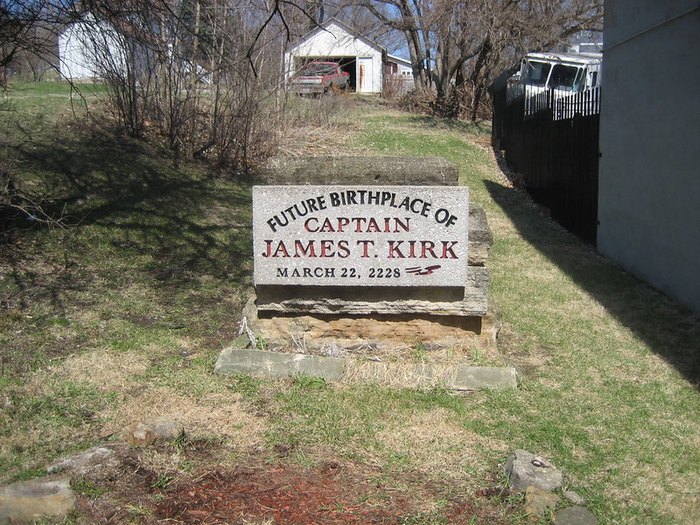 FUTURE BIRTHPLACE OF
CAPTAIN
JAMES T. KIRK
MARCH 22, 2228